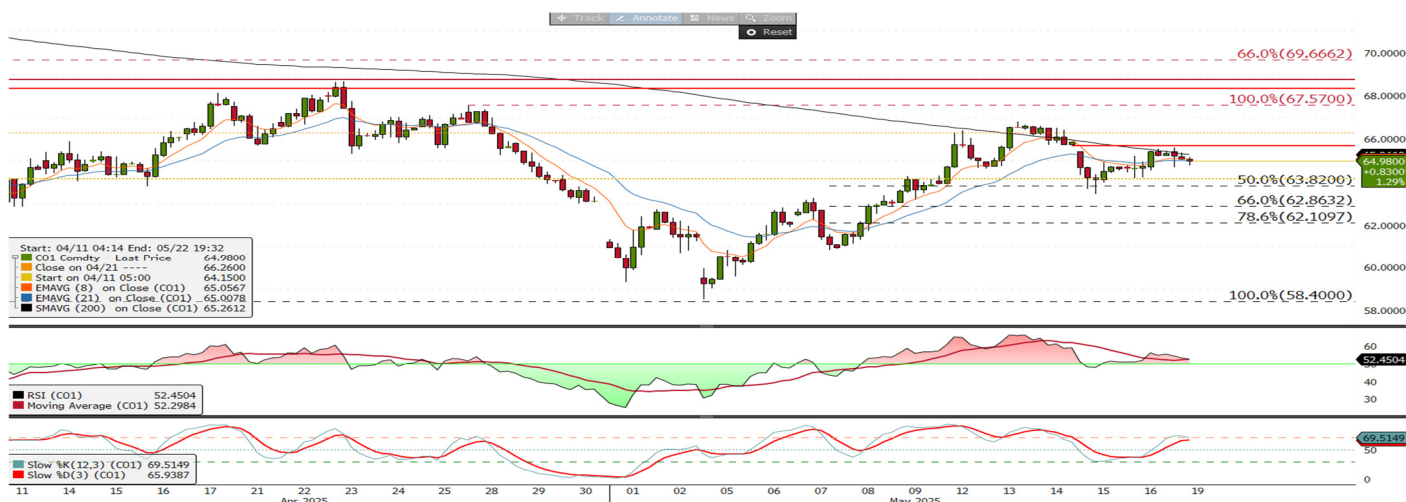 Track Annotate News Zoom
Reset
66.0%(69.6662)
100.0%(67.5700)
50.0%(63.8200)
66.0%(62.8632)
78.6%(62.1097)
100.0%(58.4000)
70.0000
68.0000
66.0000
64.9800
+0.8300
1.29%
62.0000
60.0000
58.0000
Start: 04/11 04:14 End: 05/22 19:32
CO1 Comdty Last Price 64.9800
Close on 04/21 ---- 66.2600
Start on 04/11 05:00 64.1500
EMAVG (8) on Close (CO1) 65.0567
EMAVG (21) on Close (CO1) 65.0078
SMAVG (200) on Close (CO1) 65.2612
60
52.4504
40
30
RSI (CO1) 52.4504
Moving Average (CO1) 52.2984
69.5149
50
0
Slow %K(12,3) (CO1) 69.5149
Slow %D(3) (CO1) 65.9387
11 14 15 16 17 21 22 23 24 25 28 29 30 01 02 05 06 07 08 09 12 13 14 15 16 19
Apr 2025 May 2025